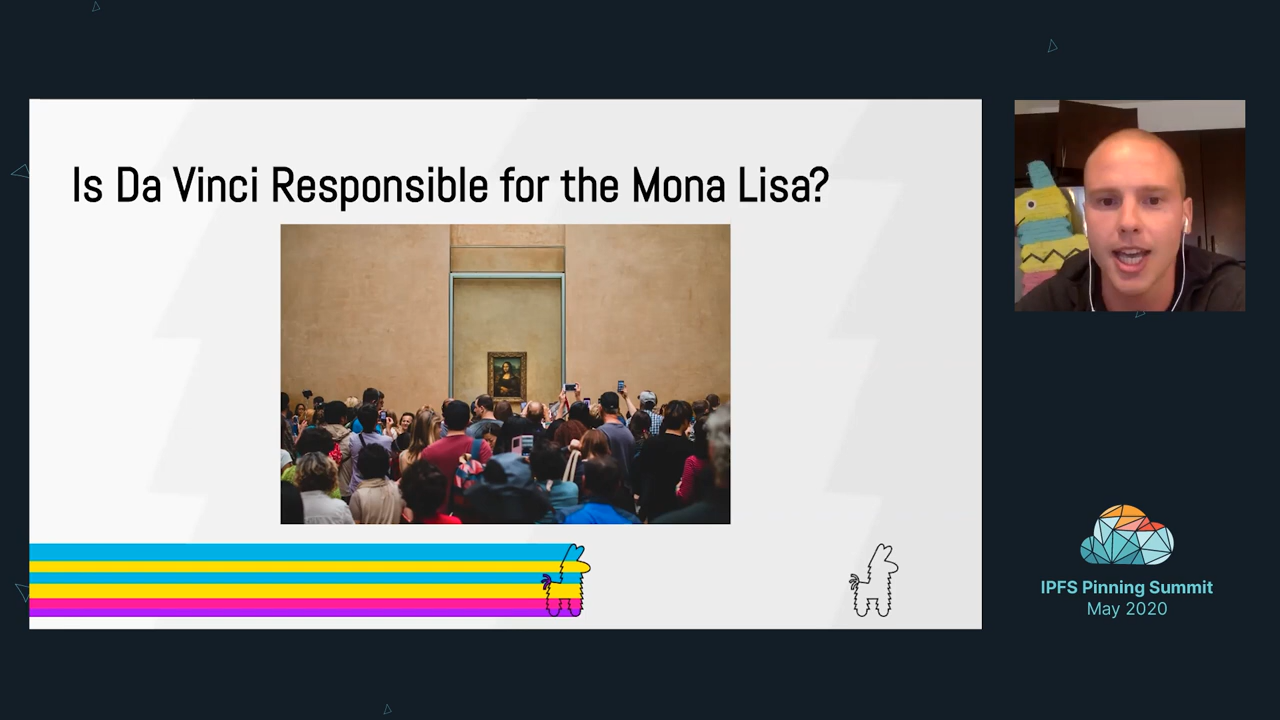 Is Da Vinci Responsible for the Mona Lisa?
IPFS Pinning Summit
May 2020